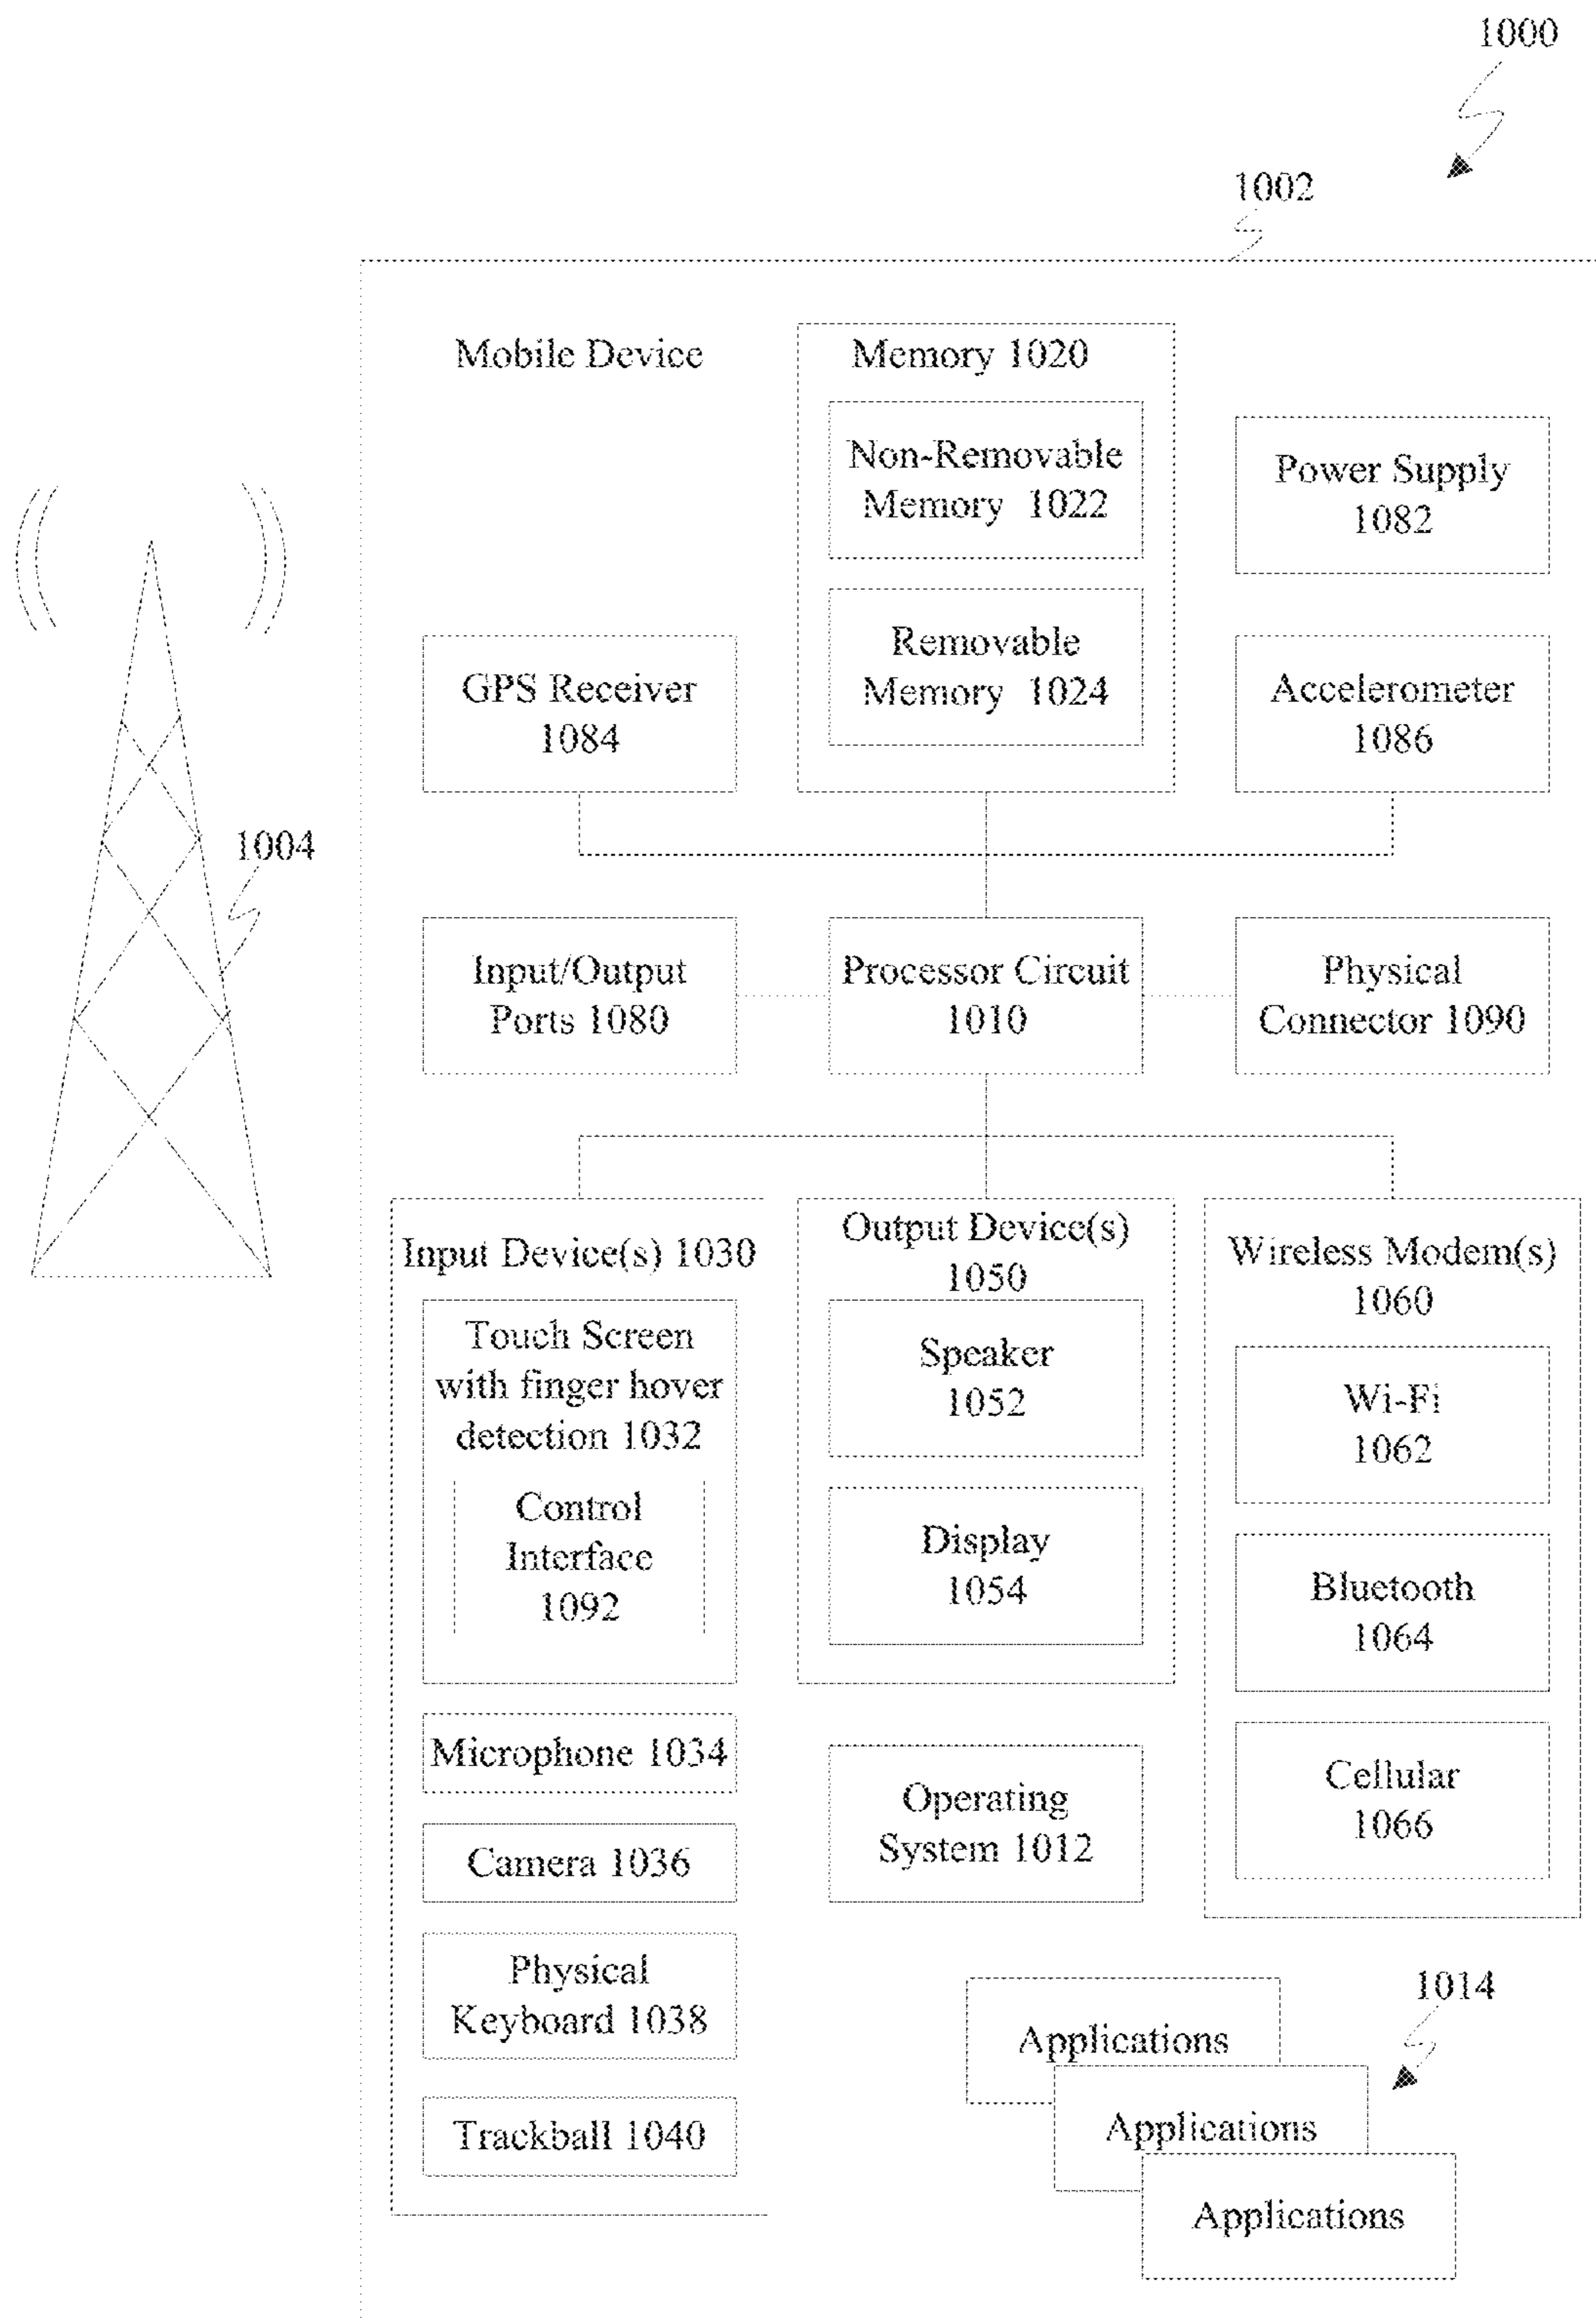 1000
1002
Mobile Device
Memory 1020
Non-Removable
Memory 1022
Power Supply
1082
Removable
Memory 1024
GPS Receiver
1084
Accelerometer
1086
1004
Input/Output
Ports 1080
Processor Circuit
1010
Physical
Connector 1090
Input Device(s) 1030
Touch Screen
with finger hover
detection 1032
Control
Interface
1092
Microphone 1034
Camera 1036
Physical
Keyboard 1038
Trackball 1040
Output Device(s)
1050
Speaker
1052
Display
1054
Operating
System 1012
Wireless Modem(s)
1060
Wi-Fi
1062
Bluetooth
1064
Cellular
1066
1014
Applications
Applications
Applications